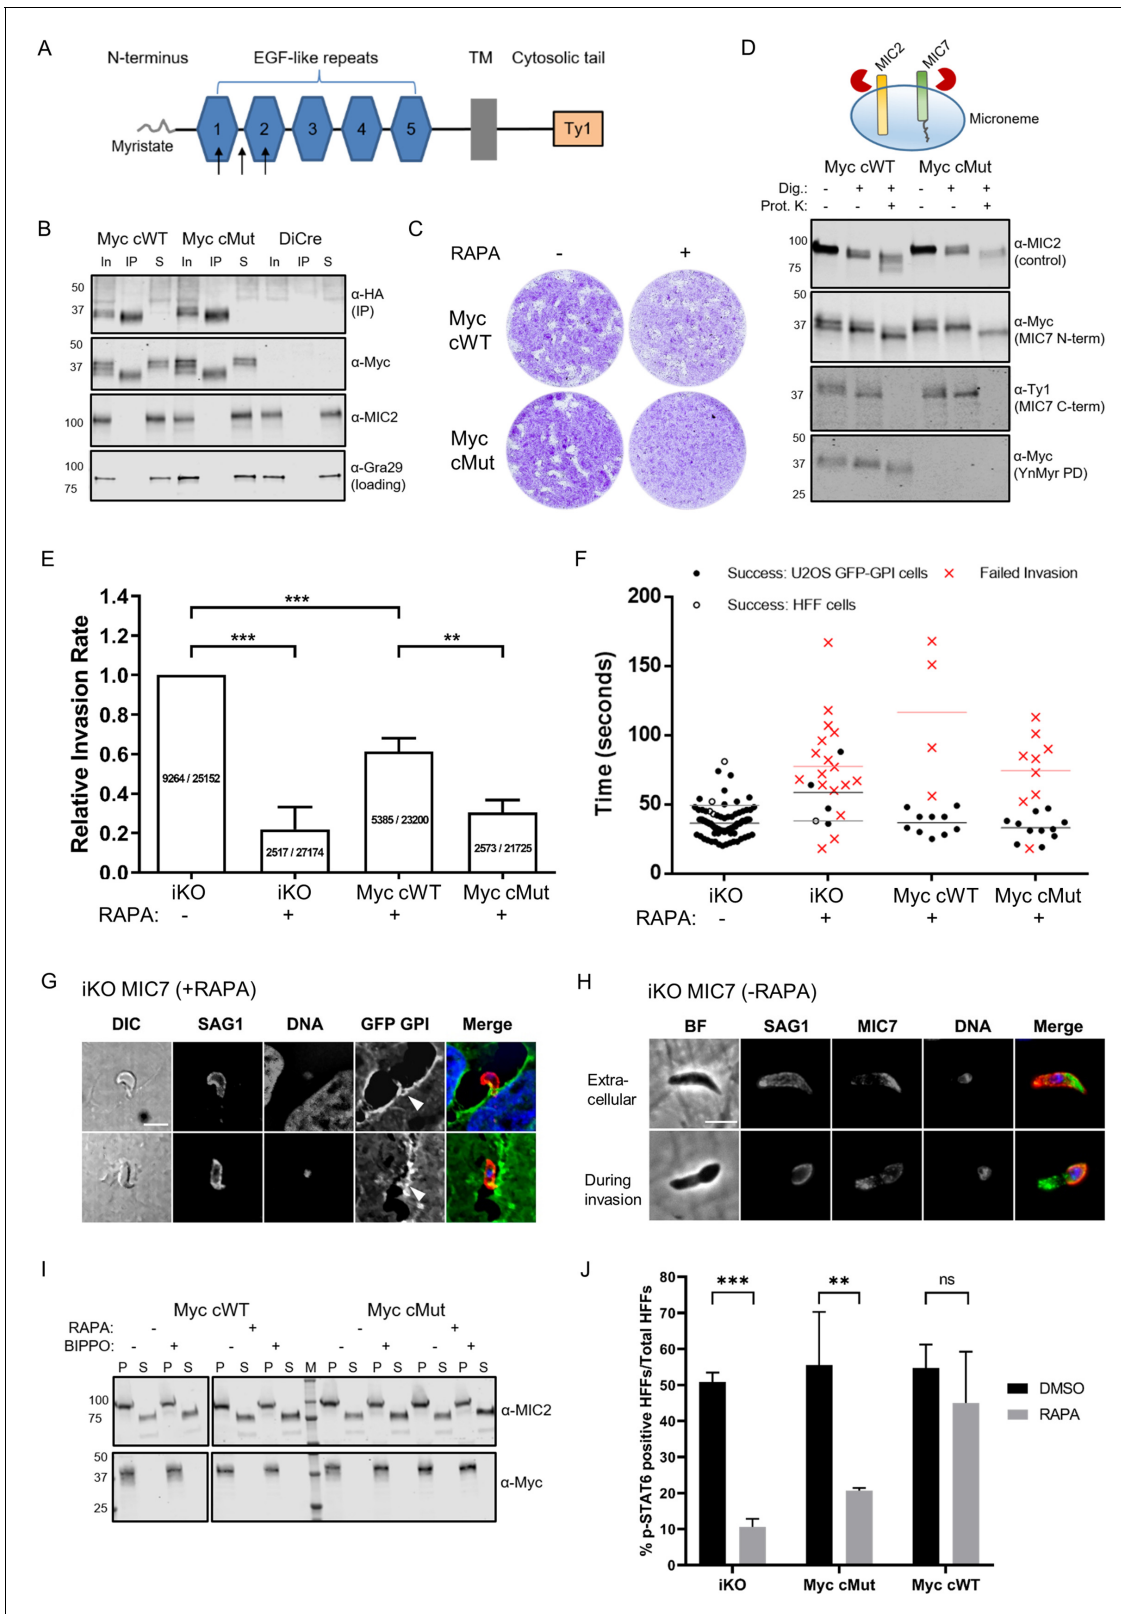 A
N-terminus EGF-like repeats TM Cytosolic tail
1 2 3 4 5 Ty1
Myristate
B
Myc cWT Myc cMut DiCre
In IP S In IP S In IP S
50
37
α-HA
(IP)
50
37
α-Myc
100
α-MIC2
100
75
α-Gra29
(loading)
C
RAPA - +
Myc
cWT
Myc
cMut
D
MIC2 MIC7
Microneme
Myc cWT Myc cMut
Dig.: - + + - + +
Prot. K: - - + - - +
100
75
α-MIC2
(control)
50
37
α-Myc
(MIC7 N-term)
37
α-Ty1
(MIC7 C-term)
50
37
25
α-Myc
(YnMyr PD)
E
Relative Invasion Rate
1.4
1.2
1.0
0.8
0.6
0.4
0.2
0.0
***
*** **
9264 / 25152
2517 / 27174
5385 / 23200
2573 / 21725
iKO iKO Myc cWT Myc cMut
RAPA: - + + +
F
Success: U2OS GFP-GPI cells Failed Invasion
Success: HFF cells
Time (seconds)
200
150
100
50
0
iKO iKO Myc cWT Myc cMut
RAPA: - + + +
G
iKO MIC7 (+RAPA)
DIC SAG1 DNA GFP GPI Merge
H
iKO MIC7 (-RAPA)
BF SAG1 MIC7 DNA Merge
Extra-
cellular
During
invasion
I
Myc cWT Myc cMut
RAPA: - + - +
BIPPO: - + - + - + - +
P S P S P S P S M P S P S P S P S
100
75
α-MIC2
50
37
25
α-Myc
J
% p-STAT6 positive HFFs/Total HFFs
80
70
60
50
40
30
20
10
0
*** ** ns
DMSO
RAPA
iKO Myc cMut Myc cWT